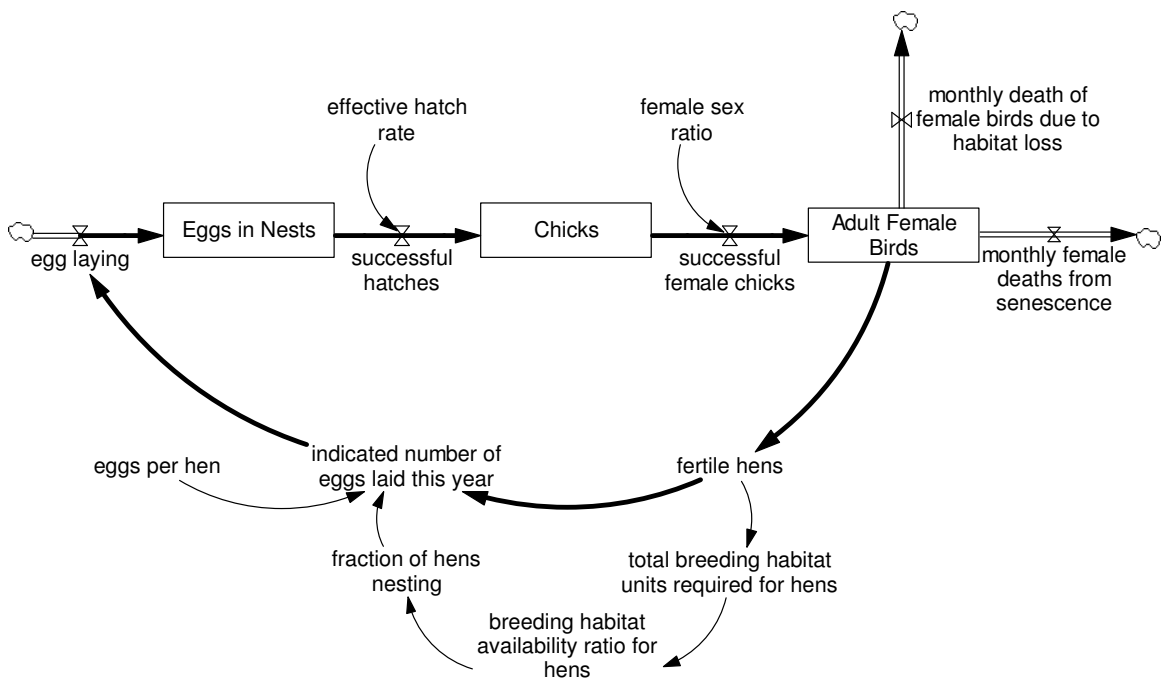 effective hatch
rate
female sex
ratio
monthly death of
female birds due to
habitat loss
Eggs in Nests
Chicks
Adult Female
Birds
egg laying
successful
hatches
successful
female chicks
monthly female
deaths from
senescence
eggs per hen
indicated number of
eggs laid this year
fertile hens
fraction of hens
nesting
total breeding habitat
units required for hens
breeding habitat
availability ratio for
hens